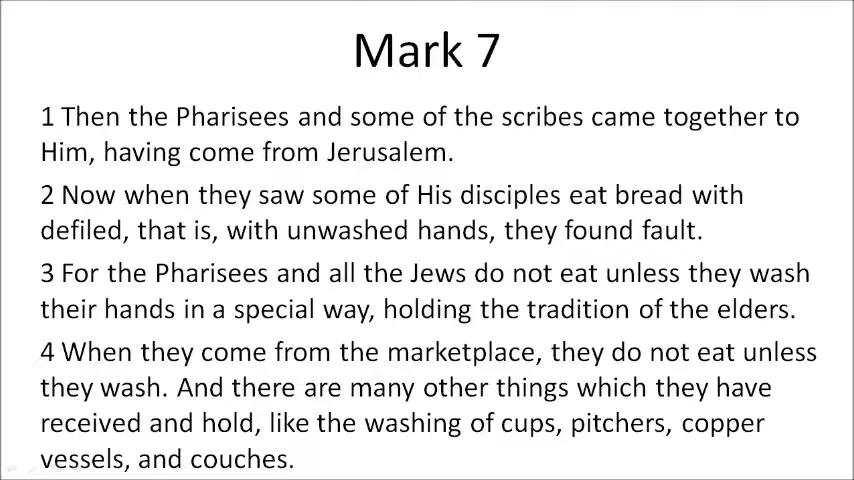 Mark 7
1 Then the Pharisees and some of the scribes came together to
Him, having come from Jerusalem.
2 Now when they saw some of His disciples eat bread with
defiled, that is, with unwashed hands, they found fault.
3 For the Pharisees and all the Jews do not eat unless they wash
their hands in a special way, holding the tradition of the elders.
4 When they come from the marketplace, they do not eat unless
they wash. And there are many other things which they have
received and hold, like the washing of cups, pitchers, copper
vessels, and couches.